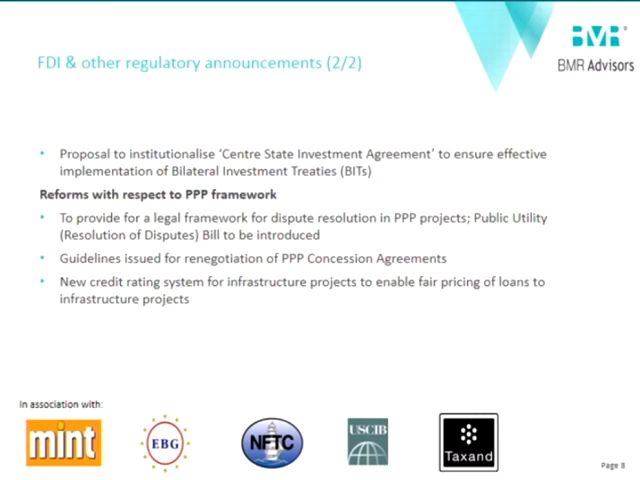 BMR
BMR Advisors
FDI & other regulatory announcements (2/2)
• Proposal to institutionalise ‘Centre State Investment Agreement’ to ensure effective
implementation of Bilateral Investment Treaties (BITs)
Reforms with respect to PPP framework
• To provide for a legal framework for dispute resolution in PPP projects; Public Utility
(Resolution of Disputes) Bill to be introduced
• Guidelines issued for renegotiation of PPP Concession Agreements
• New credit rating system for infrastructure projects to enable fair pricing of loans to
infrastructure projects
In association with:
mint
EBG
NFTC
USCIB
Taxand
Page 8